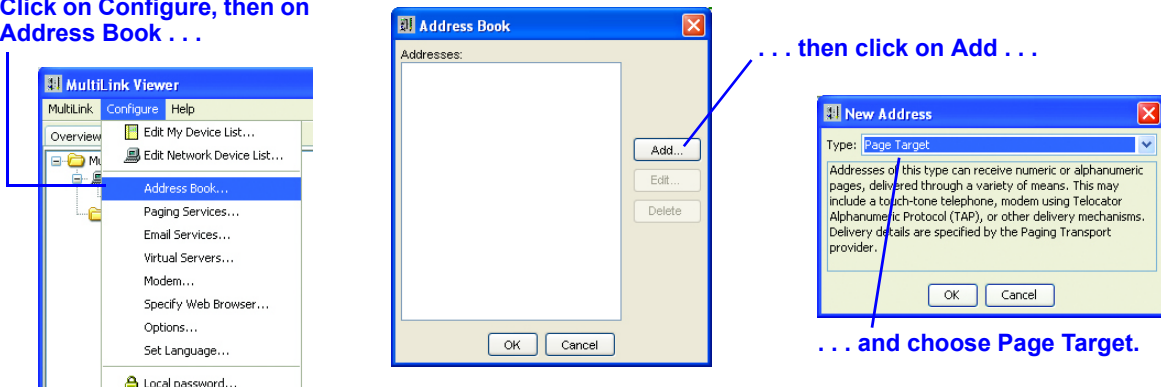 Click on Configure, then on
Address Book . . .
MultiLink Viewer
MultiLink Configure Help
Overview
Edit My Device List...
Edit Network Device List...
Address Book...
Paging Services...
Email Services...
Virtual Servers...
Modem...
Specify Web Browser...
Options...
Set Language...
Local password...
Address Book
Addresses:
Add...
Edit...
Delete
OK Cancel
. . . then click on Add . . .
New Address
Type: Page Target
Addresses of this type can receive numeric or alphanumeric
pages, delivered through a variety of means. This may
include a touch-tone telephone, modem using Telocator
Alphanumeric Protocol (TAP), or other delivery mechanisms.
Delivery details are specified by the Paging Transport
provider.
OK Cancel
. . . and choose Page Target.